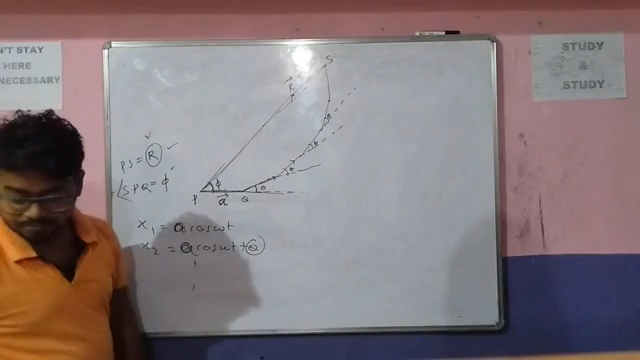 N'T STAY
HERE
NECESSARY
STUDY
&
STUDY
S
R
θ
θ
θ
PS = R
∠SPQ = φ
φ
θ
P
a
Q
x₁ = a cos ωt
x₂ = a cos ωt + θ